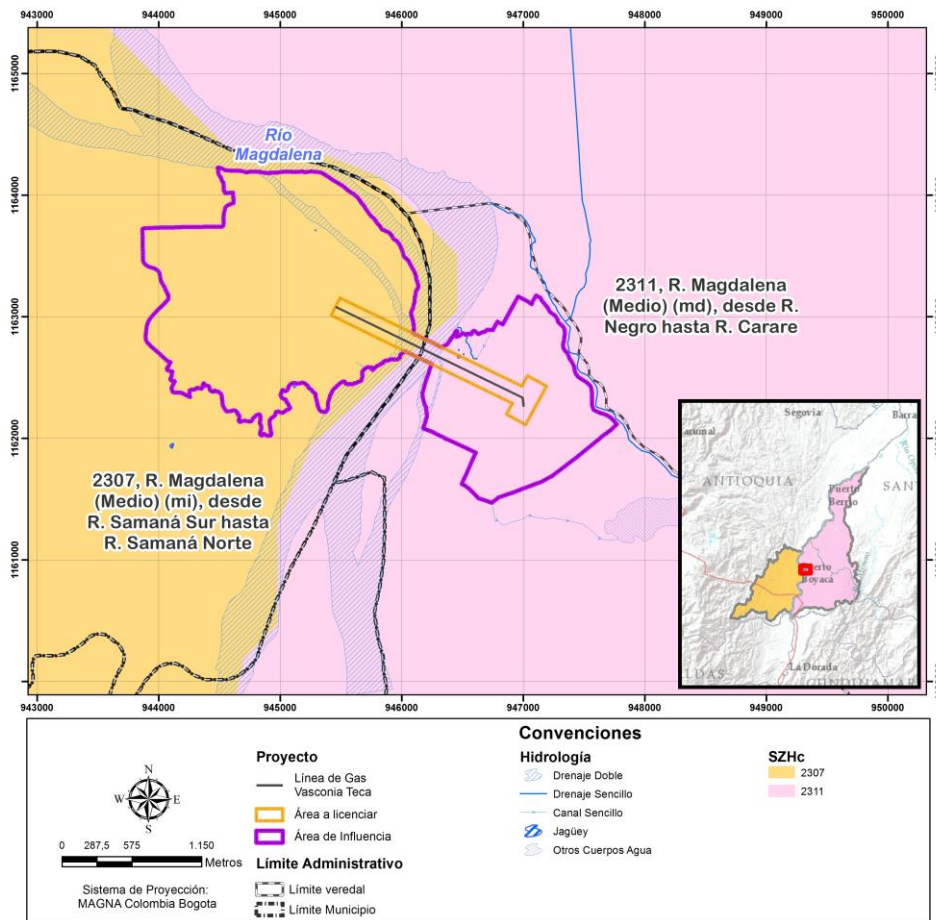 943000 944000 945000 946000 947000 948000 949000 950000
1165000
1164000
1163000
1162000
1161000
Río
Magdalena
2311, R. Magdalena
(Medio) (md), desde R.
Negro hasta R. Carare
2307, R. Magdalena
(Medio) (mi), desde
R. Samaná Sur hasta
R. Samaná Norte
Segovia
Barra
ANTIOQUIA
SANT
Puerto
Berrío
Boyacá
La Dorada
943000 944000 945000 946000 947000 948000 949000 950000
Convenciones
N
W E
S
0 287,5 575 1.150
Metros
Sistema de Proyección:
MAGNA Colombia Bogota
Proyecto
Línea de Gas
Vasconia Teca
Área a licenciar
Área de Influencia
Límite Administrativo
Límite veredal
Límite Municipio
Hidrología
Drenaje Doble
Drenaje Sencillo
Canal Sencillo
Jagüey
Otros Cuerpos Agua
SZHc
2307
2311